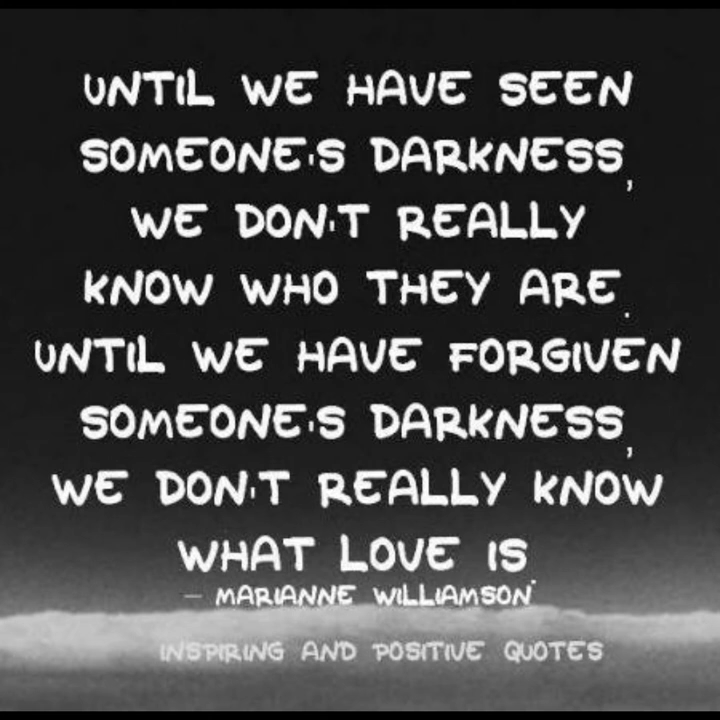 UNTIL WE HAVE SEEN
SOMEONE'S DARKNESS,
WE DON'T REALLY
KNOW WHO THEY ARE.
UNTIL WE HAVE FORGIVEN
SOMEONE'S DARKNESS,
WE DON'T REALLY KNOW
WHAT LOVE IS
– MARIANNE WILLIAMSON
INSPIRING AND POSITIVE QUOTES